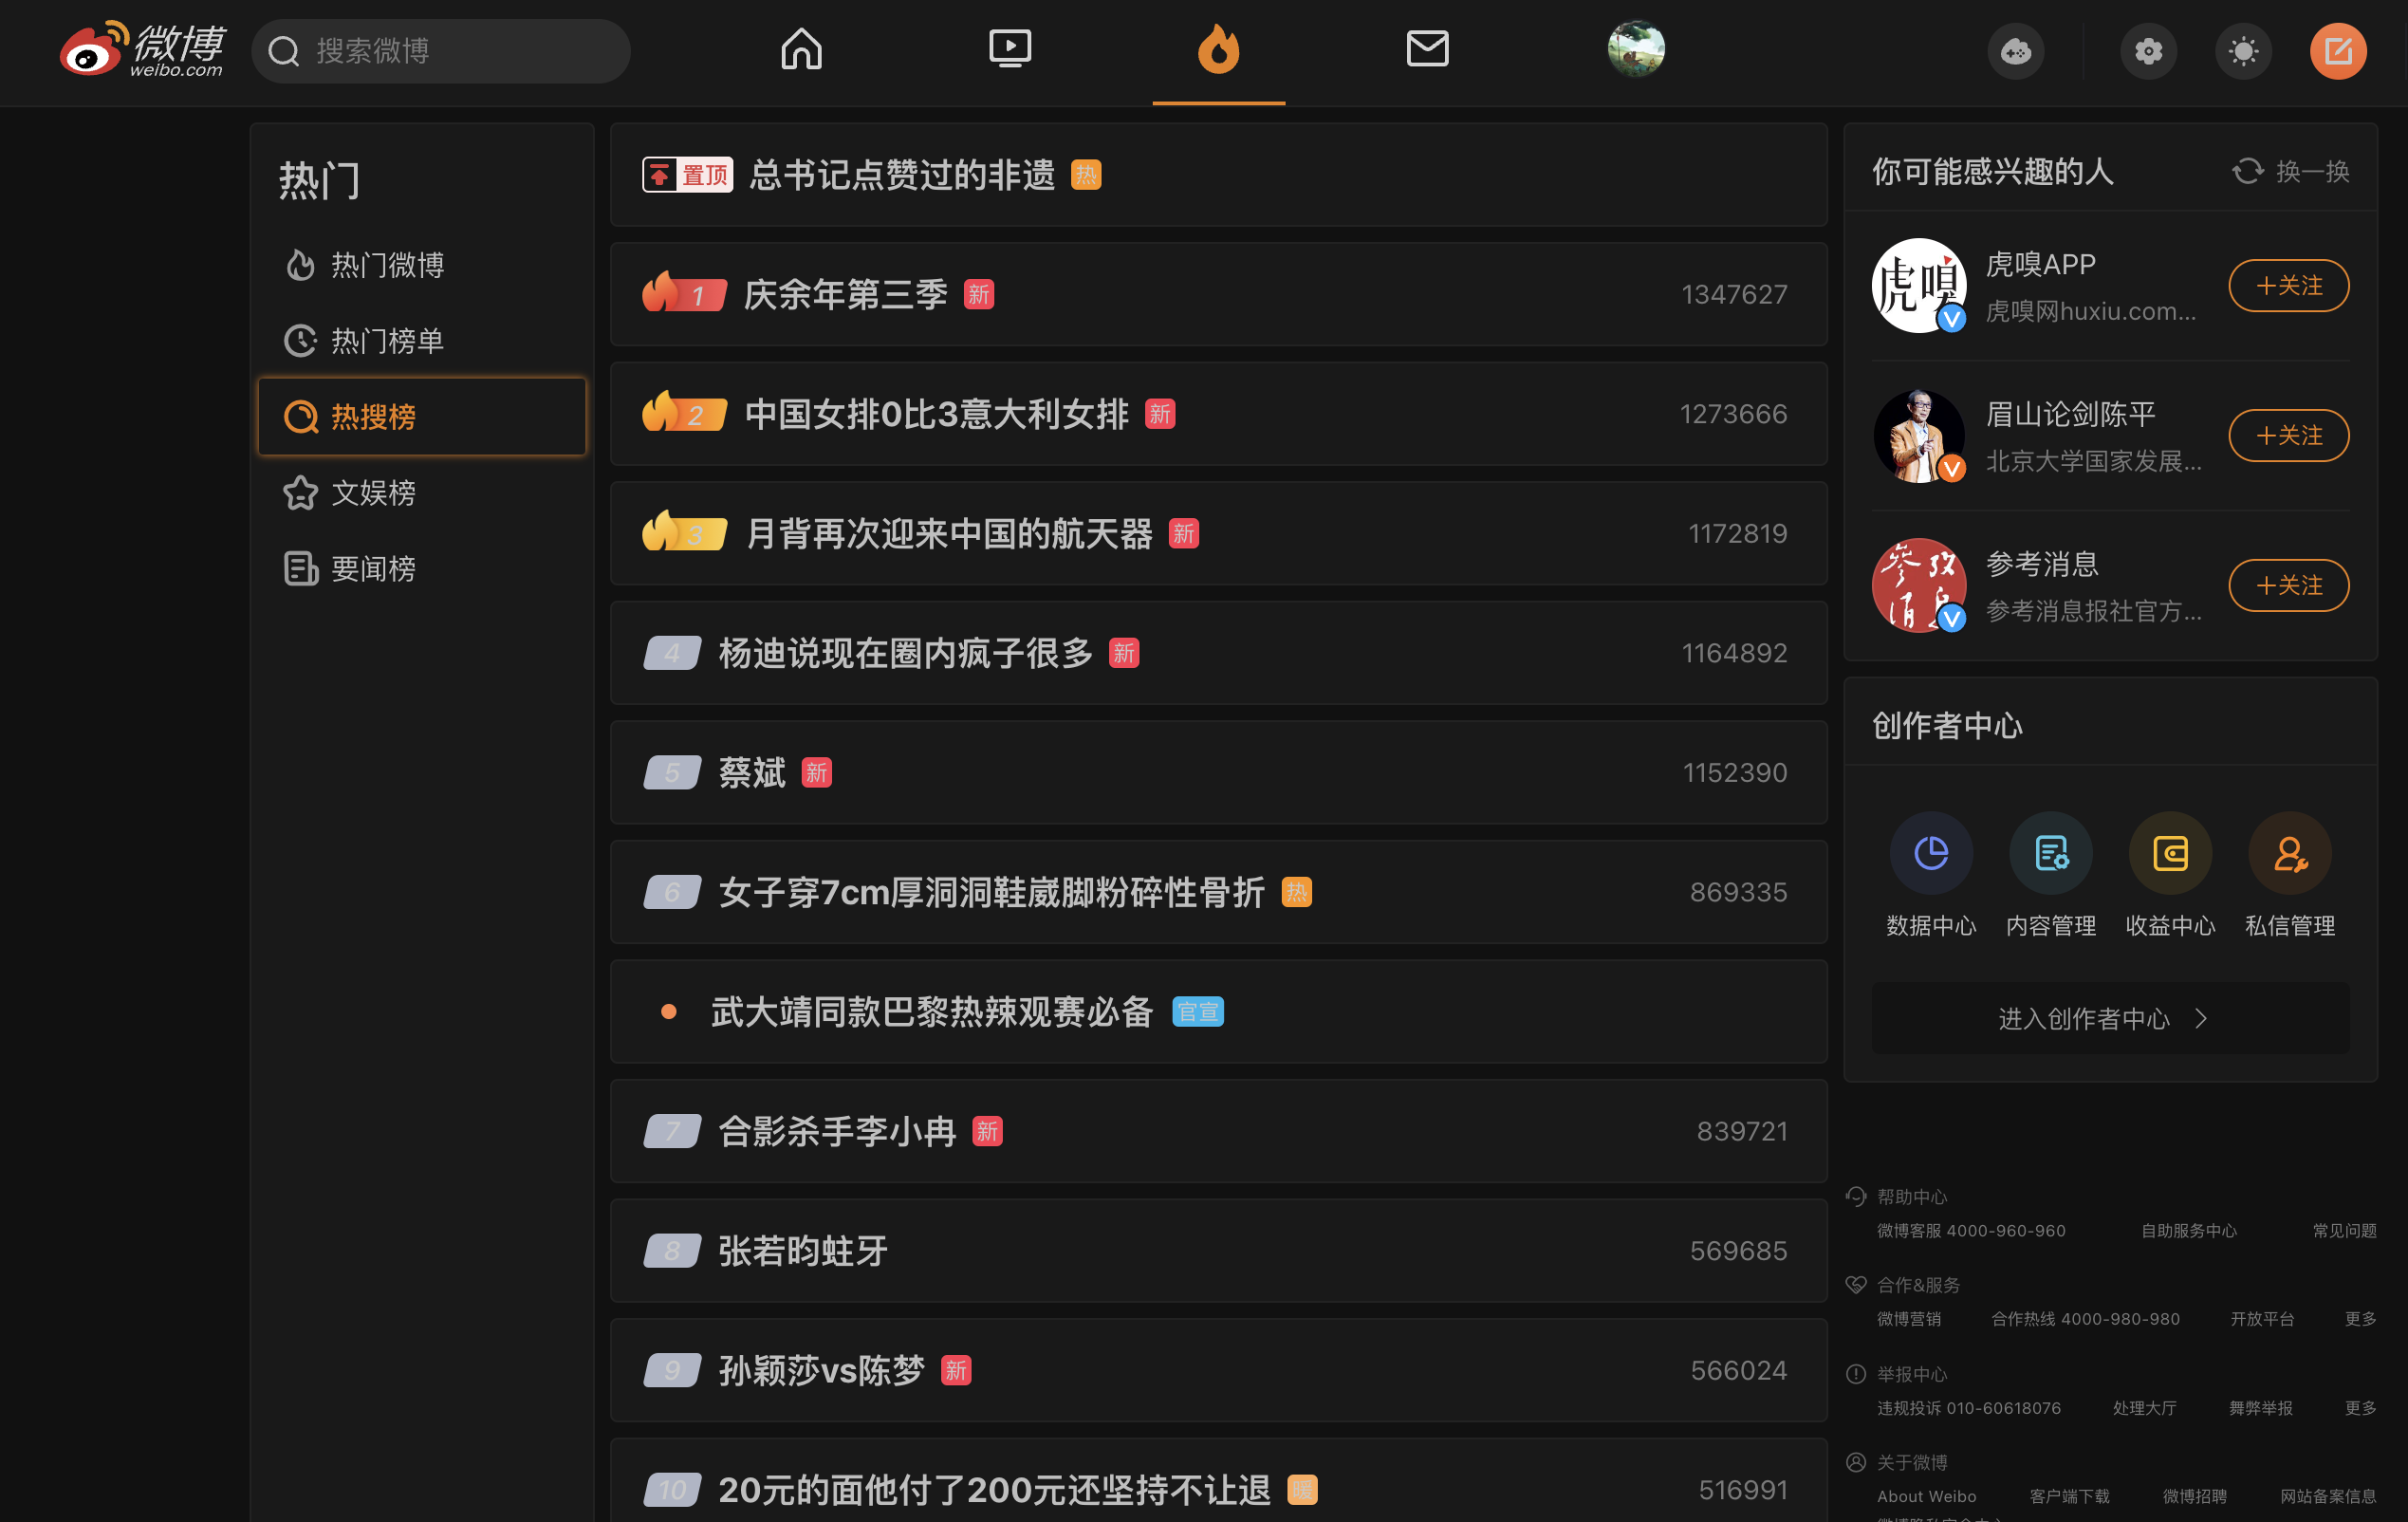 微博
weibo.com
搜索微博
热门
热门微博
热门榜单
热搜榜
文娱榜
要闻榜
置顶 总书记点赞过的非遗 热
1 庆余年第三季 新 1347627
2 中国女排0比3意大利女排 新 1273666
3 月背再次迎来中国的航天器 新 1172819
4 杨迪说现在圈内疯子很多 新 1164892
5 蔡斌 新 1152390
6 女子穿7cm厚洞洞鞋崴脚粉碎性骨折 热 869335
武大靖同款巴黎热辣观赛必备 官宣
7 合影杀手李小冉 新 839721
8 张若昀蛀牙 569685
9 孙颖莎vs陈梦 新 566024
10 20元的面他付了200元还坚持不让退 暖 516991
你可能感兴趣的人 换一换
虎嗅
虎嗅APP
虎嗅网huxiu.com...
+关注
眉山论剑陈平
北京大学国家发展...
+关注
参考消息
参考消息
参考消息报社官方...
+关注
创作者中心
数据中心 内容管理 收益中心 私信管理
进入创作者中心
帮助中心
微博客服 4000-960-960 自助服务中心 常见问题
合作&服务
微博营销 合作热线 4000-980-980 开放平台 更多
举报中心
违规投诉 010-60618076 处理大厅 舞弊举报 更多
关于微博
About Weibo 客户端下载 微博招聘 网站备案信息